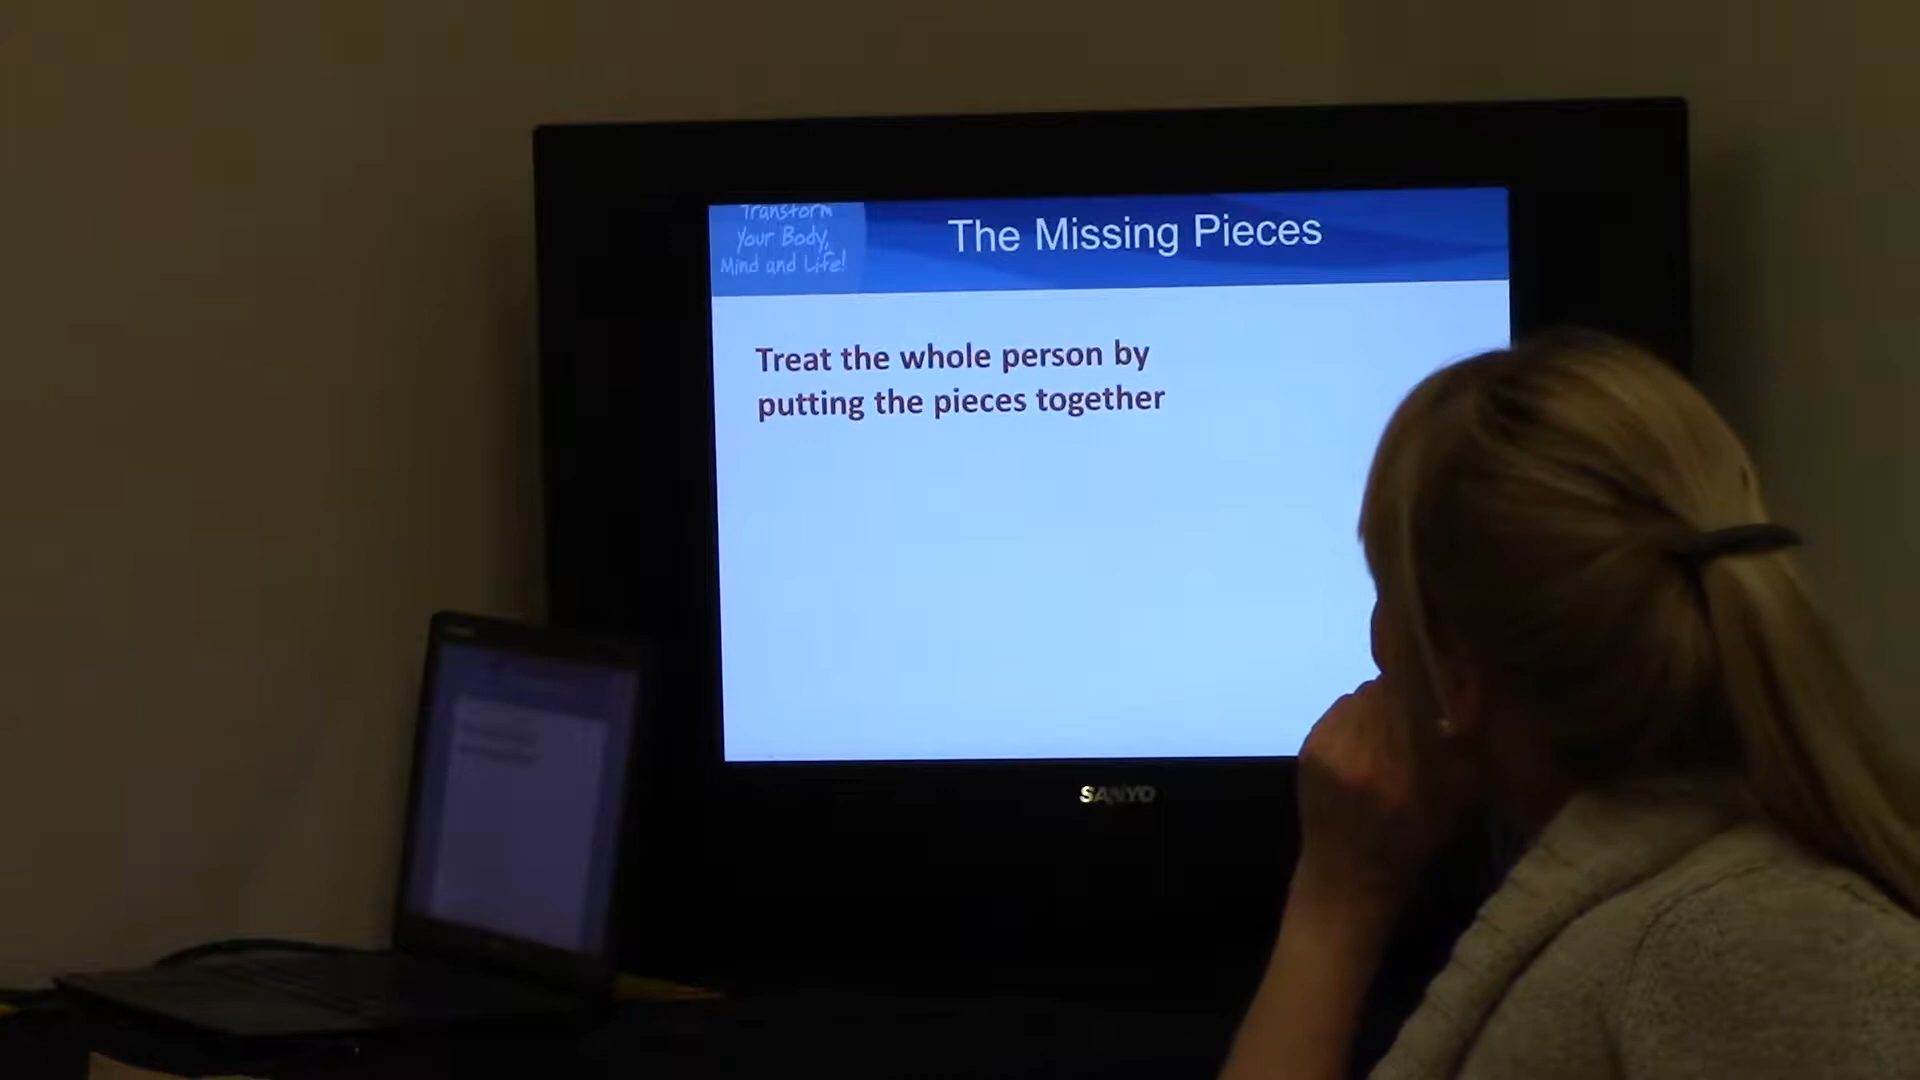 Transform
Your Body,
Mind and Life!
The Missing Pieces
Treat the whole person by
putting the pieces together
SANYO